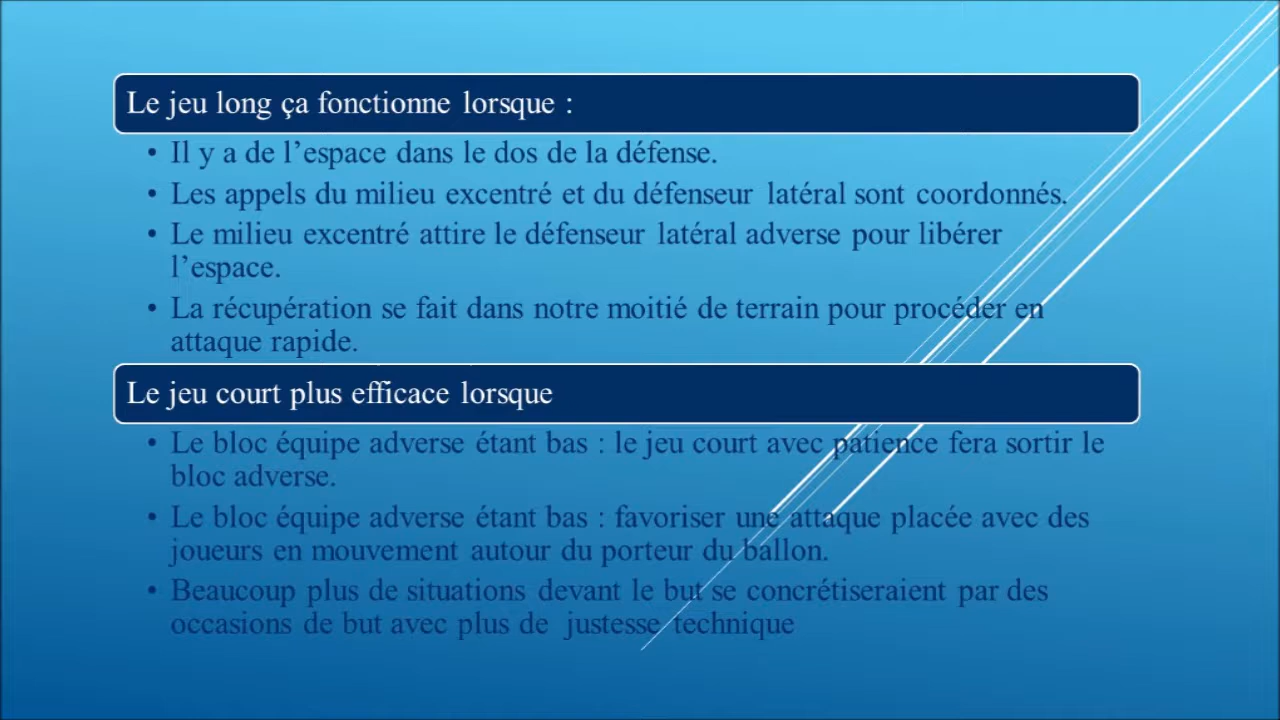 Le jeu long ça fonctionne lorsque :
• Il y a de l’espace dans le dos de la défense.
• Les appels du milieu excentré et du défenseur latéral sont coordonnés.
• Le milieu excentré attire le défenseur latéral adverse pour libérer
l’espace.
• La récupération se fait dans notre moitié de terrain pour procéder en
attaque rapide.
Le jeu court plus efficace lorsque
• Le bloc équipe adverse étant bas : le jeu court avec patience fera sortir le
bloc adverse.
• Le bloc équipe adverse étant bas : favoriser une attaque placée avec des
joueurs en mouvement autour du porteur du ballon.
• Beaucoup plus de situations devant le but se concrétiseraient par des
occasions de but avec plus de justesse technique